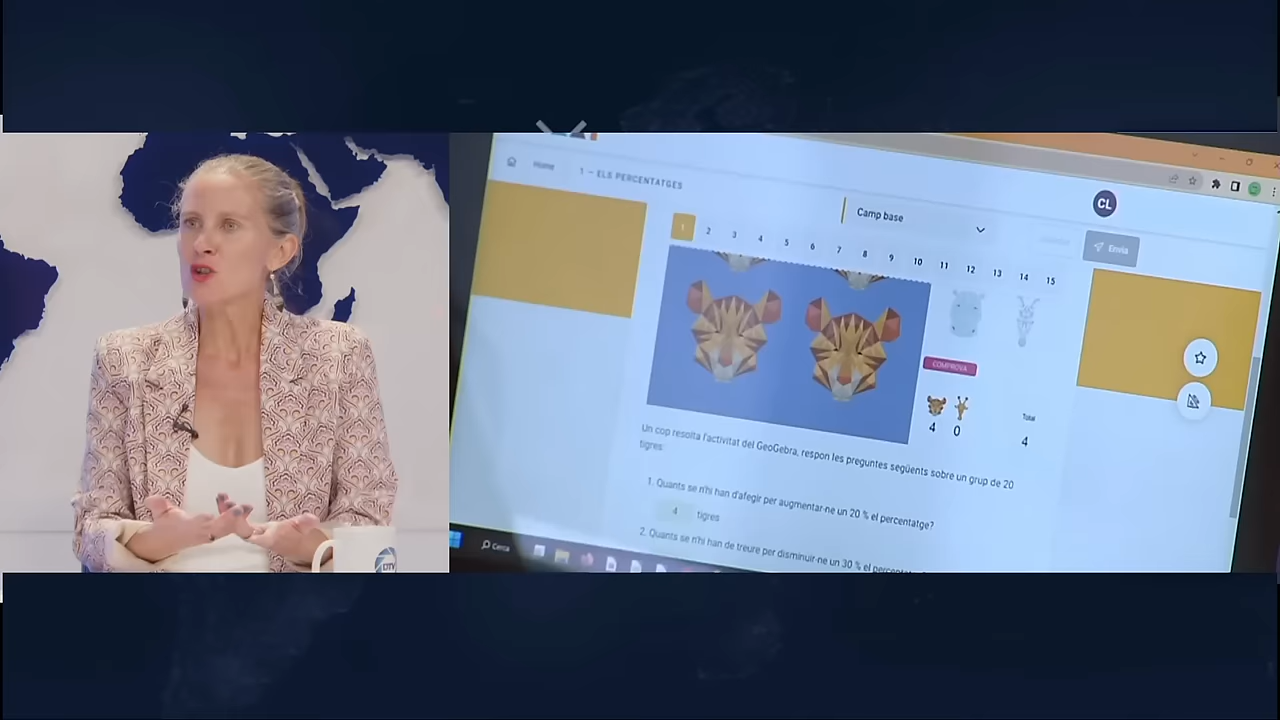 Home
1 - ELS PERCENTATGES
CL
Camp base
Envia
1 2 3 4 5 6 7 8 9 10 11 12 13 14 15
COMPROVA
Total
4 0 4
Un cop resolta l'activitat del GeoGebra, respon les preguntes següents sobre un grup de 20
tigres:
1. Quants se n'hi han d'afegir per augmentar-ne un 20 % el percentatge?
4 tigres
2. Quants se n'hi han de treure per disminuir-ne un 30 % el
Cerca